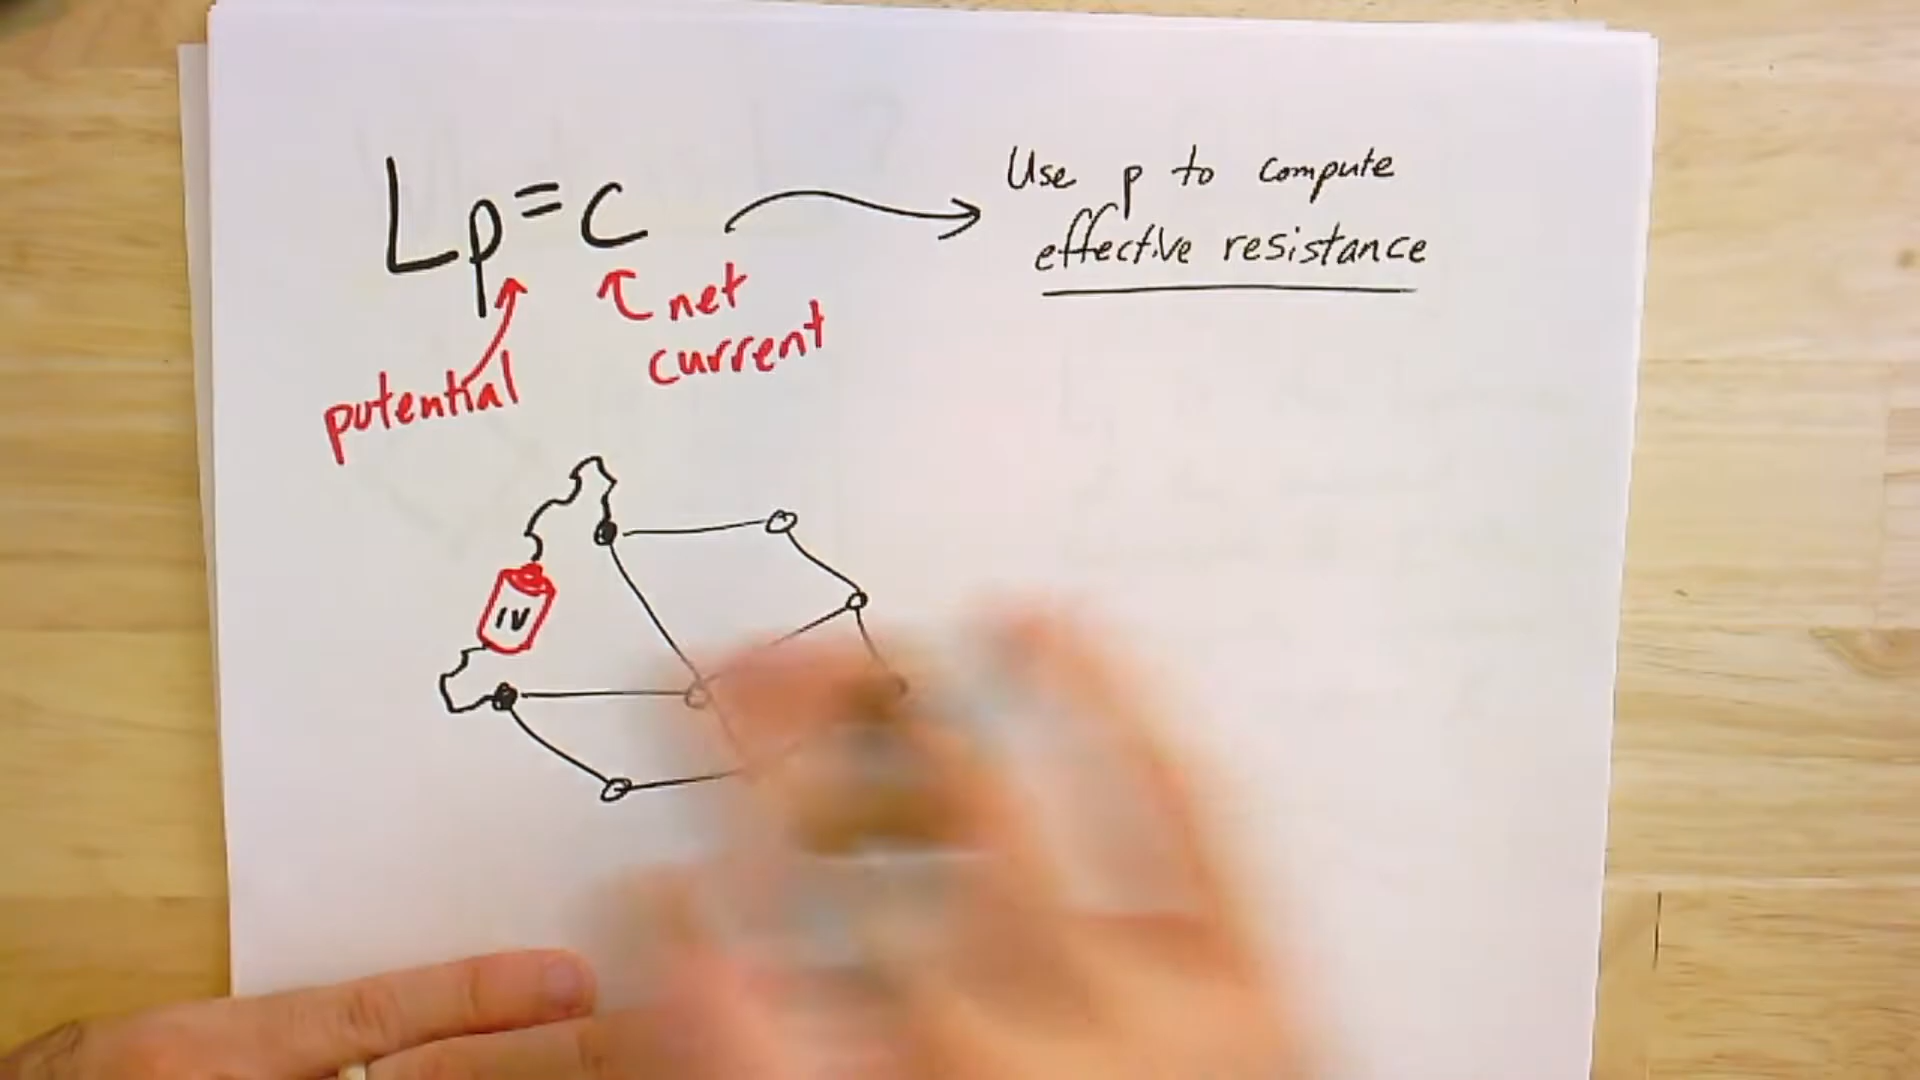 Lp=c
potential
net
current
Use p to compute
effective resistance
1V